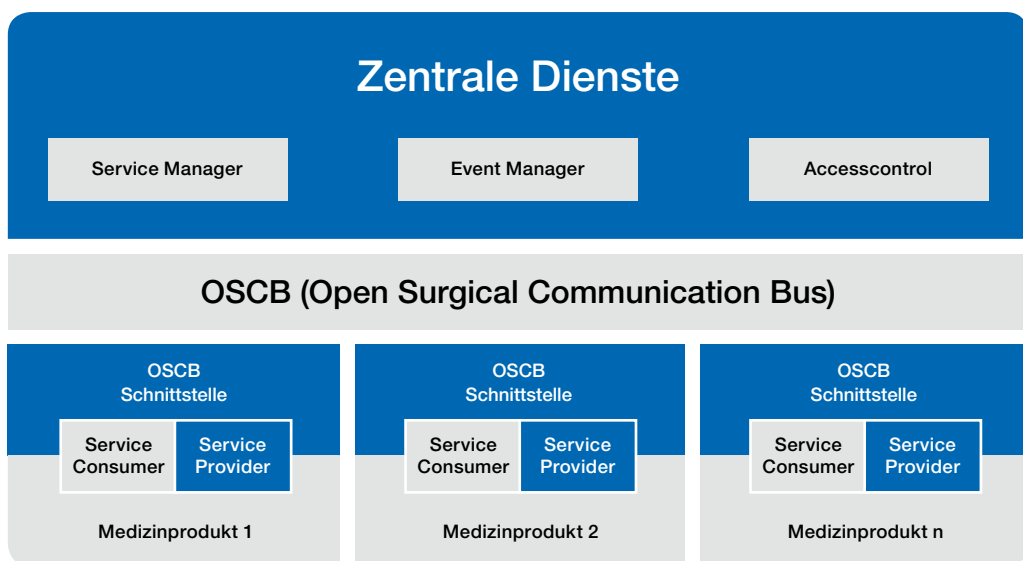 Zentrale Dienste
Service Manager
Event Manager
Accesscontrol
OSCB (Open Surgical Communication Bus)
OSCB
Schnittstelle
Service
Consumer
Service
Provider
Medizinprodukt 1
OSCB
Schnittstelle
Service
Consumer
Service
Provider
Medizinprodukt 2
OSCB
Schnittstelle
Service
Consumer
Service
Provider
Medizinprodukt n